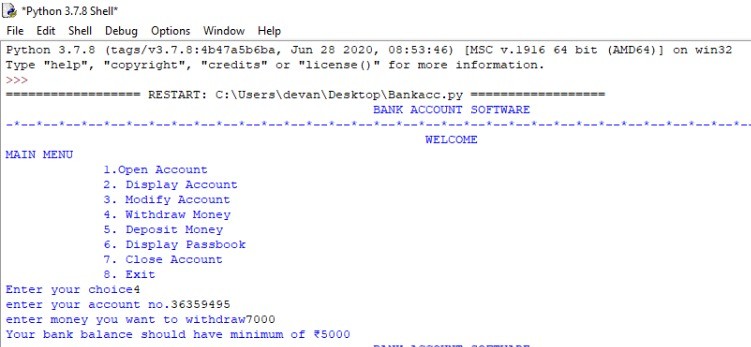 *Python 3.7.8 Shell*
File Edit Shell Debug Options Window Help
Python 3.7.8 (tags/v3.7.8:4b47a5b6ba, Jun 28 2020, 08:53:46) [MSC v.1916 64 bit (AMD64)] on win32
Type "help", "copyright", "credits" or "license()" for more information.
>>>
================== RESTART: C:\Users\devan\Desktop\Bankacc.py ==================
BANK ACCOUNT SOFTWARE
-*--*--*--*--*--*--*--*--*--*--*--*--*--*--*--*--*--*--*--*--*--*--*--*--*--*--*--*--*--*--*--*--*--
WELCOME
MAIN MENU
1.Open Account
2. Display Account
3. Modify Account
4. Withdraw Money
5. Deposit Money
6. Display Passbook
7. Close Account
8. Exit
Enter your choice4
enter your account no.36359495
enter money you want to withdraw7000
Your bank balance should have minimum of ₹5000
BANK ACCOUNT SOFTWARE